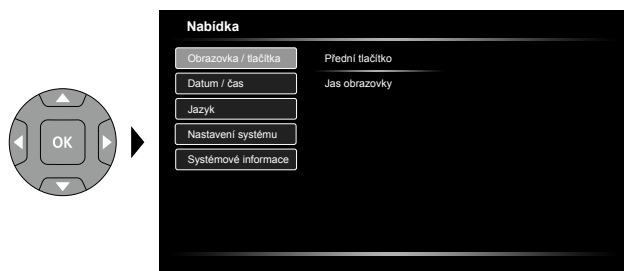 Nabídka
Obrazovka / tlačítka
Přední tlačítko
Datum / čas
Jas obrazovky
Jazyk
OK
Nastavení systému
Systémové informace